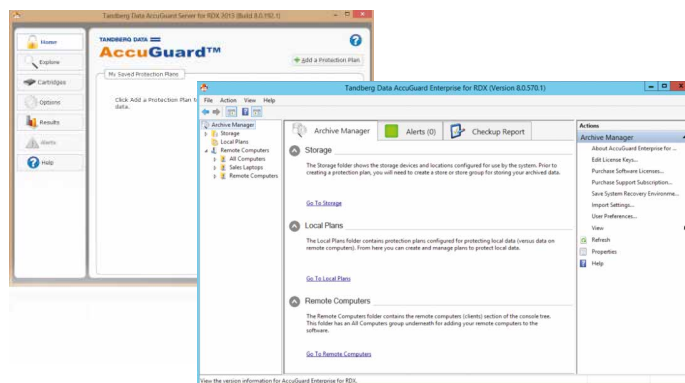 Tandberg Data AccuGuard Server for RDX 2013 (Build 8.0.192.1)
Home
Explore
Cartridges
Options
Results
Alerts
Help
TANDBERG DATA
AccuGuard™
Add a Protection Plan
My Saved Protection Plans
Click Add a Protection Plan t
data.
Tandberg Data AccuGuard Enterprise for RDX (Version 8.0.570.1)
File Action View Help
Archive Manager
Storage
Local Plans
Remote Computers
All Computers
Sales Laptops
Remote Computers
Archive Manager
Alerts (0)
Checkup Report
Storage
The Storage folder shows the storage devices and locations configured for use by the system. Prior to
creating a protection plan, you will need to create a store or store group for storing your archived data.
Go To Storage
Local Plans
The Local Plans folder contains protection plans configured for protecting local data (versus data on
remote computers). From here you can create and manage plans to protect local data.
Go To Local Plans
Remote Computers
The Remote Computers folder contains the remote computers (clients) section of the console tree.
This folder has an All Computers group underneath for adding your remote computers to the
software.
Go To Remote Computers
Actions
Archive Manager
About AccuGuard Enterprise for ...
Edit License Keys...
Purchase Software Licenses...
Purchase Support Subscription...
Save System Recovery Environme...
Import Settings...
User Preferences...
View
Refresh
Properties
Help
View the version information for AccuGuard Enterprise for RDX.